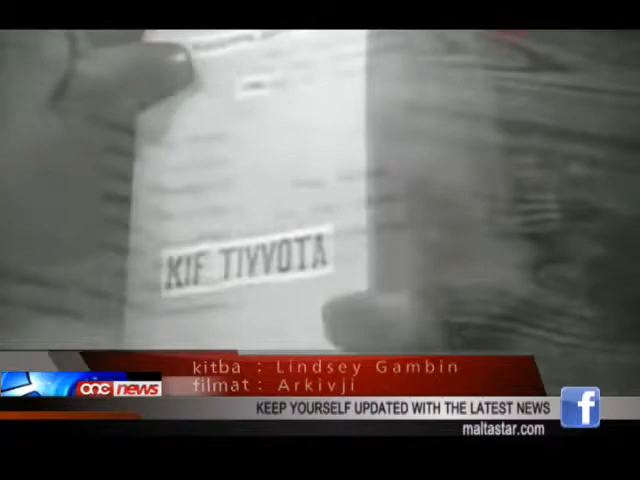 KIF TIVVOTA
kitba : Lindsey Gambin
filmat : Arkivji
one news
KEEP YOURSELF UPDATED WITH THE LATEST NEWS
f
maltastar.com